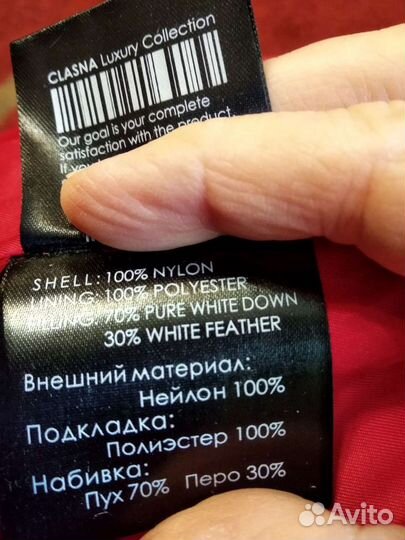 CLASNA Luxury Collection
Our goal is your complete
satisfaction with the product.
If
SHELL: 100% NYLON
LINING: 100% POLYESTER
FILLING: 70% PURE WHITE DOWN
30% WHITE FEATHER
Внешний материал:
Нейлон 100%
Подкладка:
Полиэстер 100%
Набивка:
Пух 70% Перо 30%
Avito